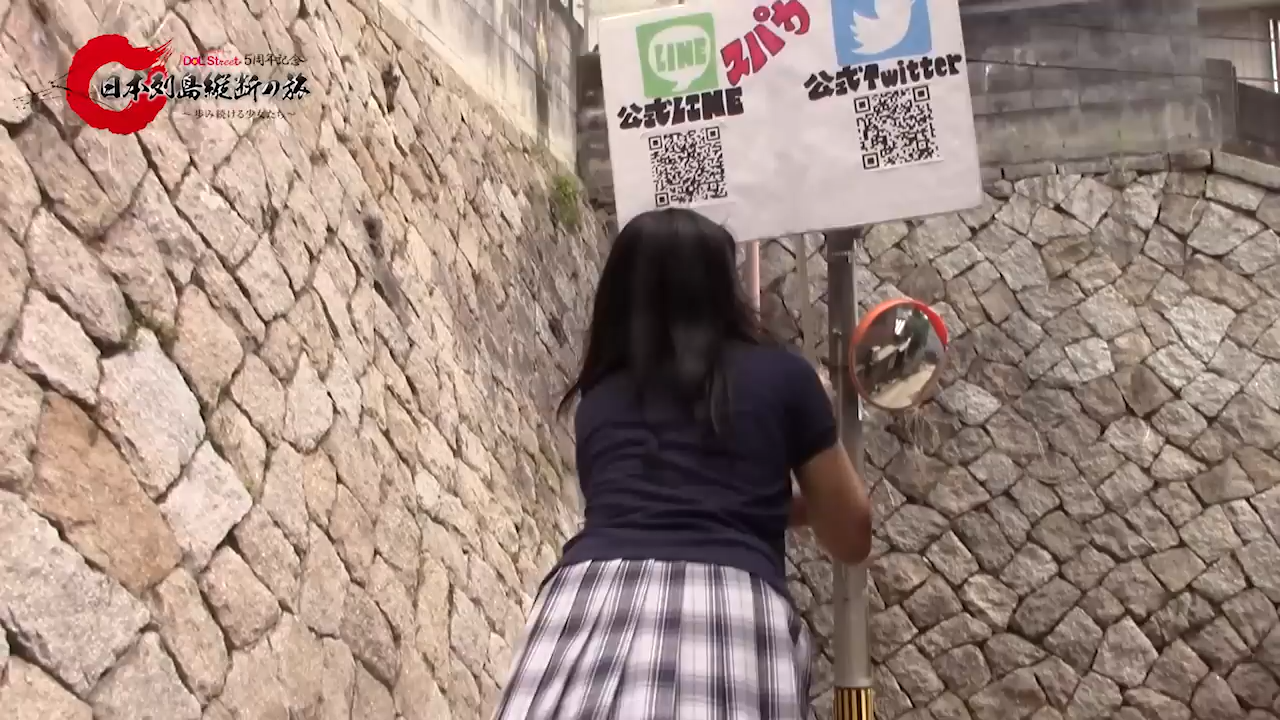 iDOL Street 5周年記念
日本列島縦断の旅
～歩み続ける少女たち～
LINE
スパガ
公式LINE
公式Twitter